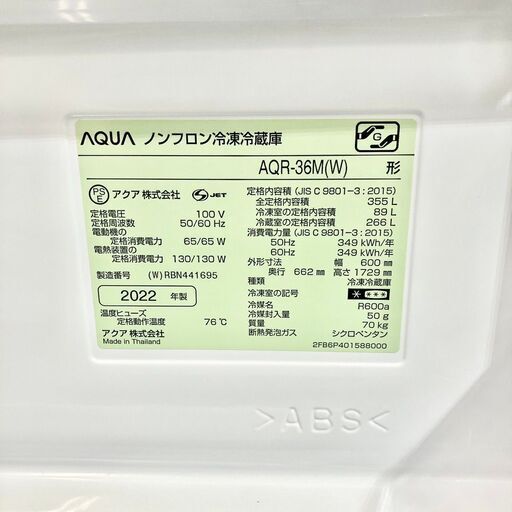 AQUA ノンフロン冷凍冷蔵庫
AQR-36M(W) 形
G
PS E アクア 株式会社 S JET
定格電圧 100 V
定格周波数 50/60 Hz
電動機の
定格消費電力 65/65 W
電熱装置の
定格消費電力 130/130 W
製造番号 (W) RBN441695
2022 年製
温度ヒューズ
定格動作温度 76℃
アクア 株式会社
Made in Thailand
定格内容積 (JIS C 9801-3 : 2015)
全定格内容積 355 L
冷凍室の定格内容積 89 L
冷蔵室の定格内容積 266 L
消費電力量 (JIS C 9801-3 : 2015)
50Hz 349 kWh/年
60Hz 349 kWh/年
外形寸法 幅 600 mm
奥行 662 mm 高さ 1729 mm
種類 冷凍冷蔵庫
冷凍室の記号
冷媒名 R600a
冷媒封入量 50 g
質量 70 kg
断熱発泡ガス シクロペンタン
2FB6P401588000
>ABS<